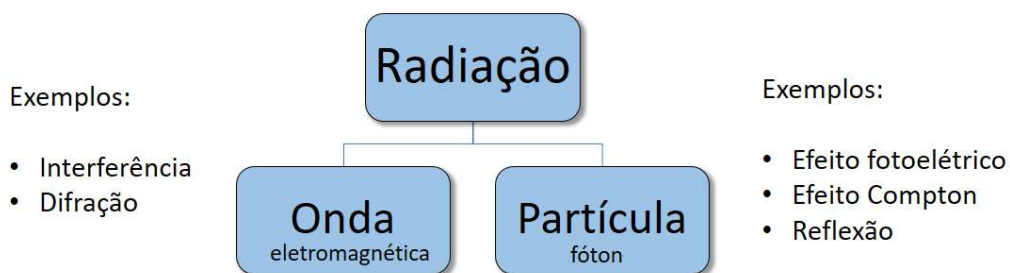 Radiação
Exemplos:
• Interferência
• Difração
Onda
eletromagnética
Partícula
fóton
Exemplos:
• Efeito fotoelétrico
• Efeito Compton
• Reflexão